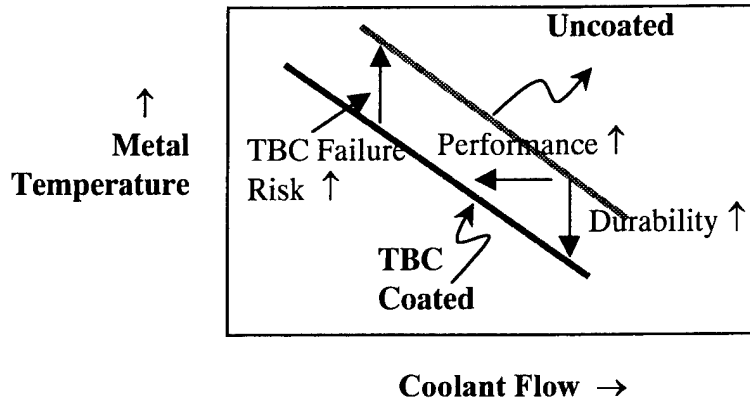 Uncoated
↑
Metal
Temperature
TBC Failure
Risk ↑
Performance ↑
Durability ↑
TBC
Coated
Coolant Flow →